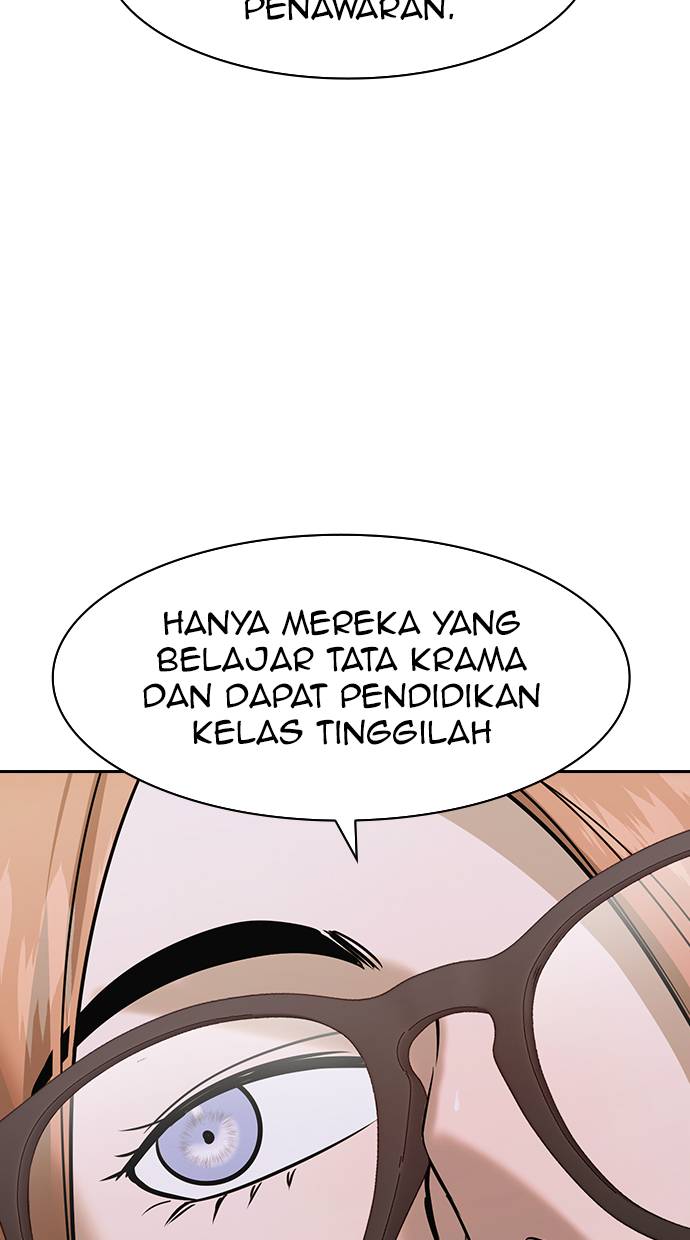 PENAWARAN.
HANYA MEREKA YANG
BELAJAR TATA KRAMA
DAN DAPAT PENDIDIKAN
KELAS TINGGILAH